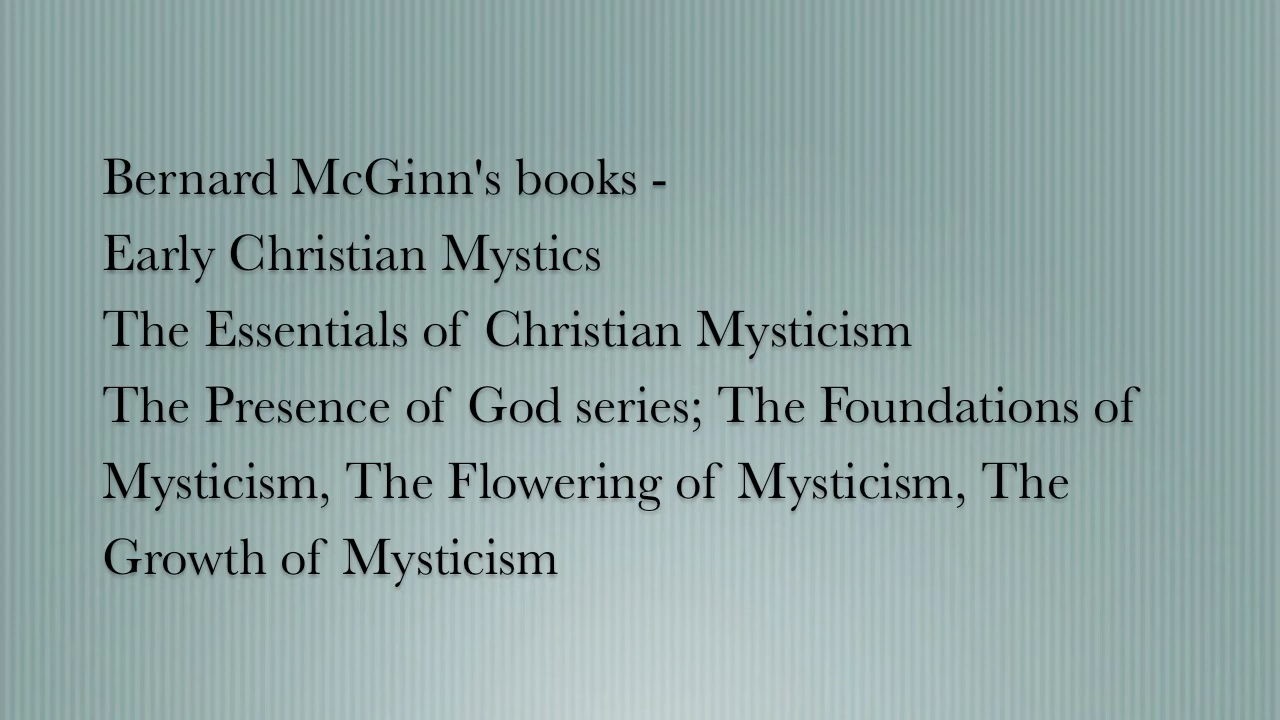 Bernard McGinn's books -
Early Christian Mystics
The Essentials of Christian Mysticism
The Presence of God series; The Foundations of
Mysticism, The Flowering of Mysticism, The
Growth of Mysticism